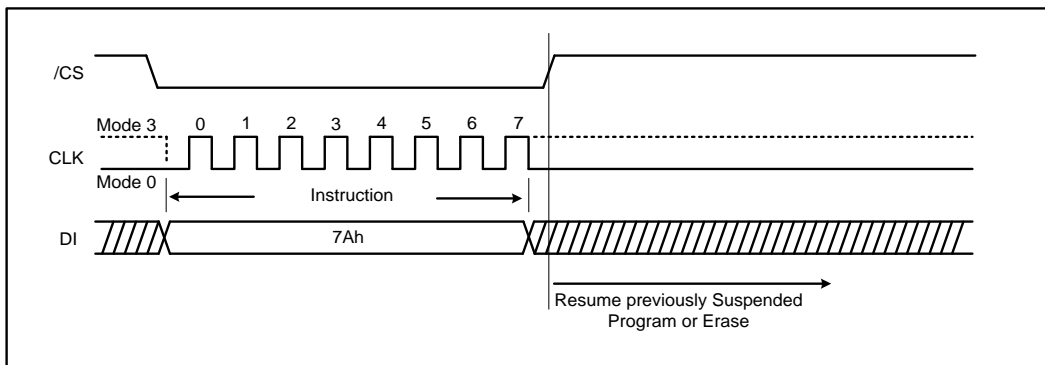 /CS
Mode 3
0 1 2 3 4 5 6 7
CLK
Mode 0
Instruction
DI
7Ah
Resume previously Suspended
Program or Erase